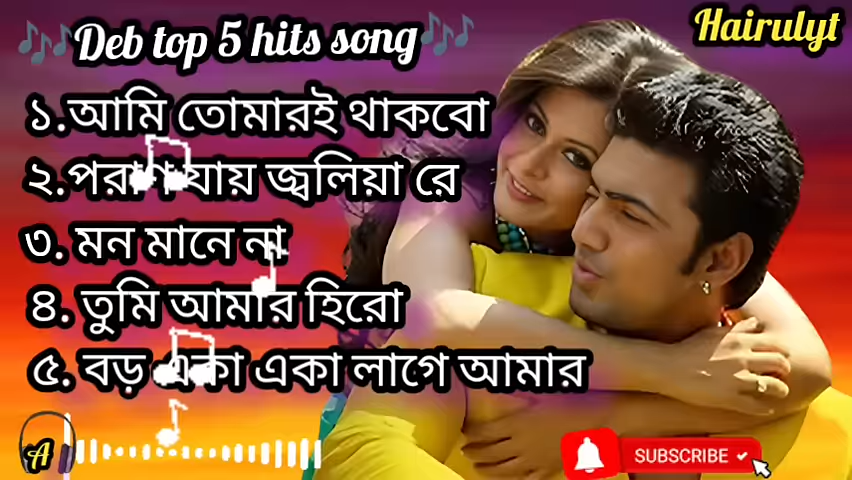 Deb top 5 hits song
Hairulyt
১.আমি তোমারই থাকবো
২.পরাণ যায় জ্বলিয়া রে
৩. মন মানে না
৪. তুমি আমার হিরো
৫. বড় একা একা লাগে আমার
A
SUBSCRIBE